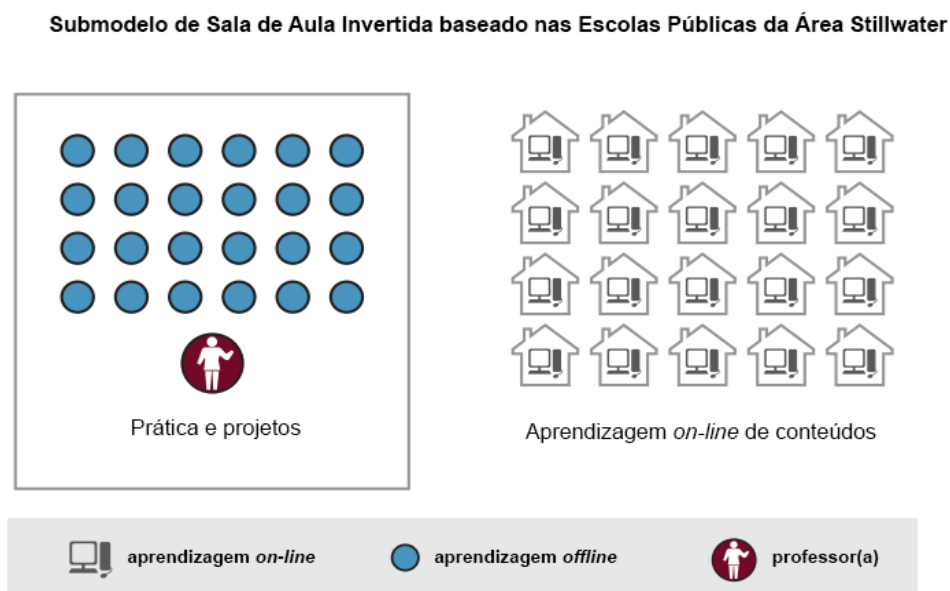 Submodelo de Sala de Aula Invertida baseado nas Escolas Públicas da Área Stillwater
Prática e projetos
Aprendizagem on-line de conteúdos
aprendizagem on-line
aprendizagem offline
professor(a)